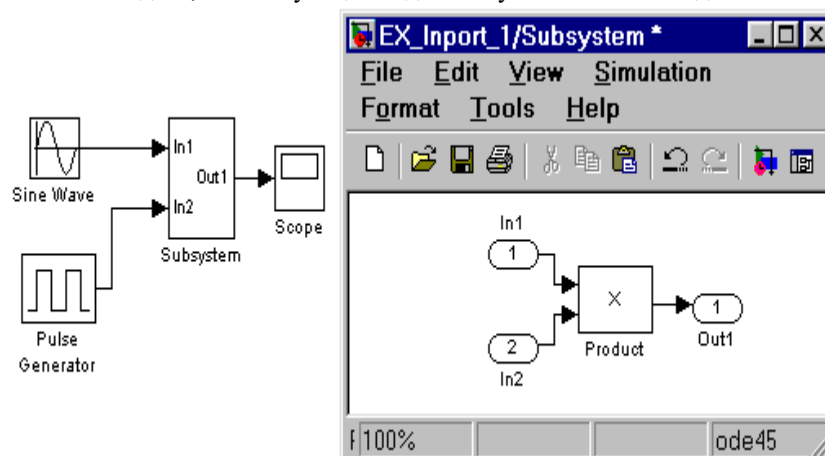 EX_Inport_1/Subsystem *
File Edit View Simulation
Format Tools Help
In1
Out1
In2
Sine Wave
Subsystem
Scope
Pulse
Generator
In1
1
X
Product
1
Out1
2
In2
100%
ode45